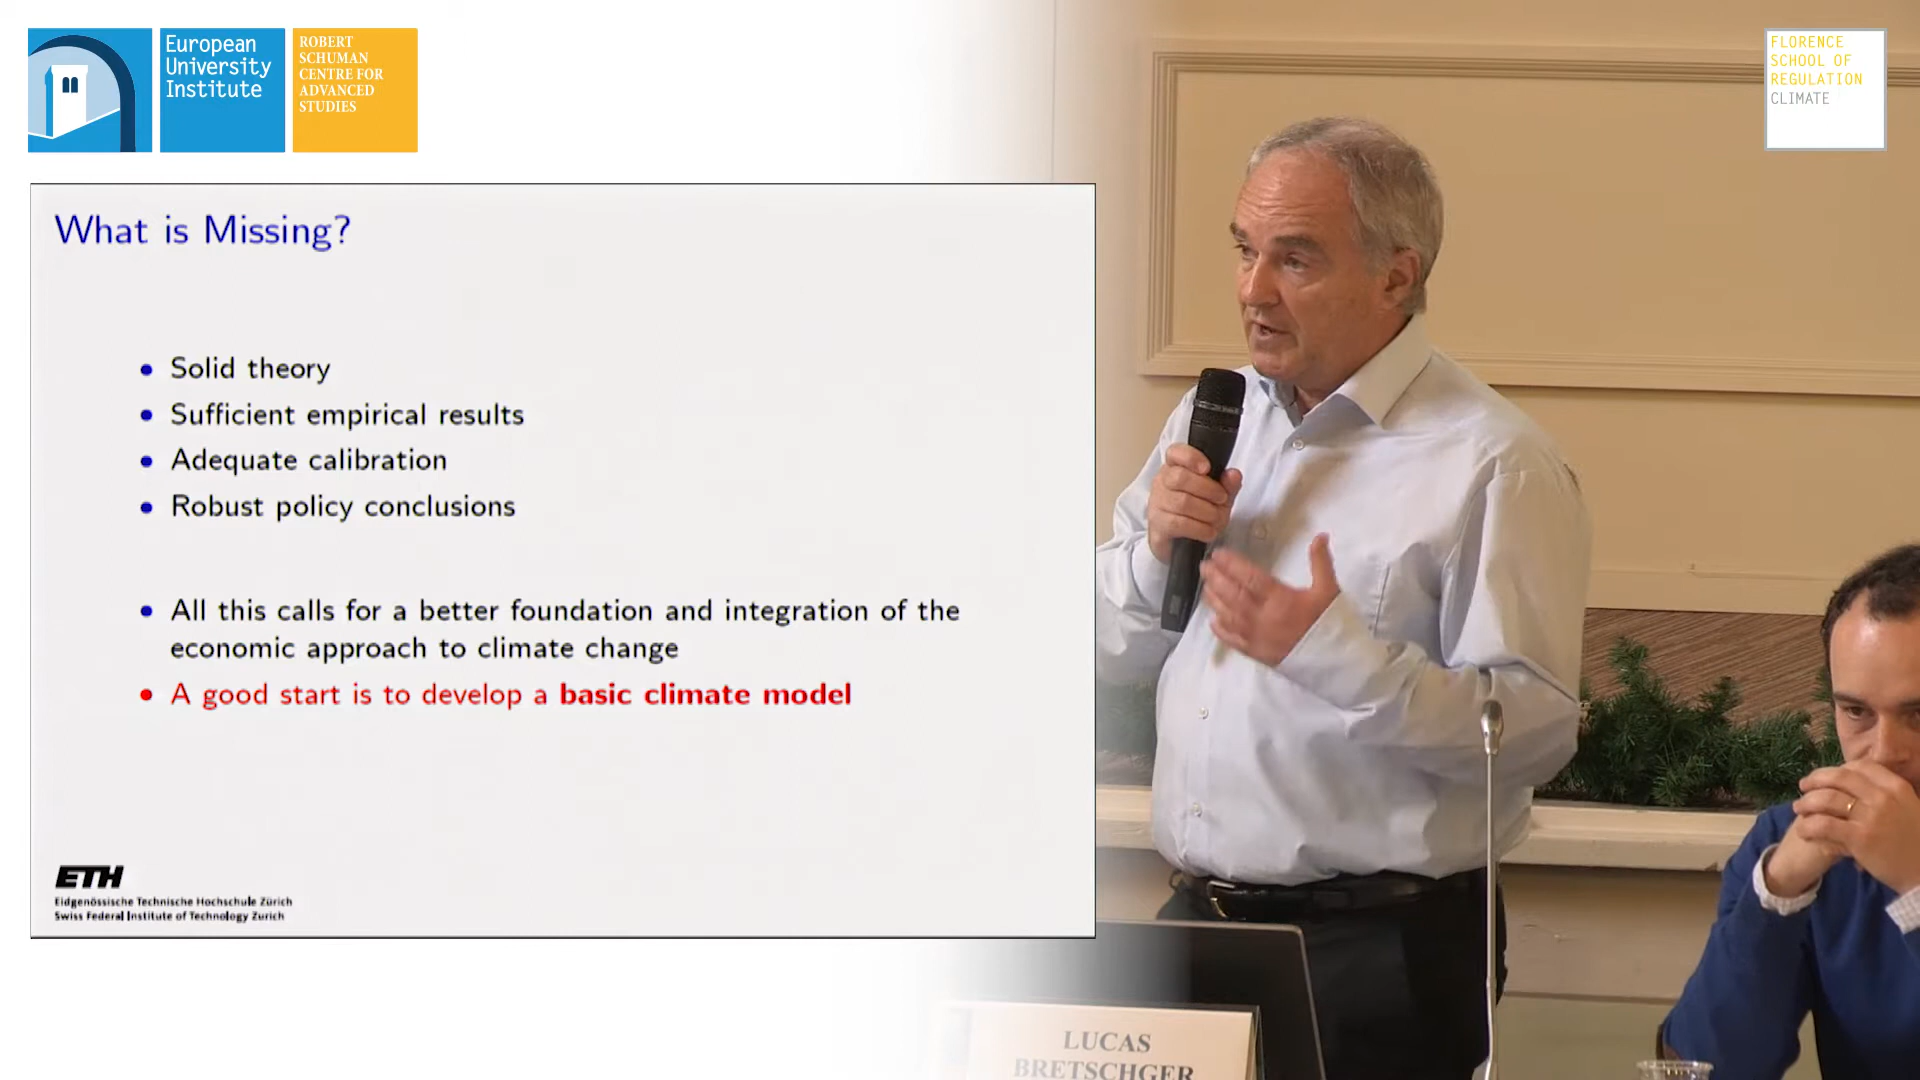 European
University
Institute
ROBERT
SCHUMAN
CENTRE FOR
ADVANCED
STUDIES
FLORENCE
SCHOOL OF
REGULATION
CLIMATE
What is Missing?
Solid theory
Sufficient empirical results
Adequate calibration
Robust policy conclusions
All this calls for a better foundation and integration of the
economic approach to climate change
A good start is to develop a basic climate model
ETH
Eidgenössische Technische Hochschule Zürich
Swiss Federal Institute of Technology Zurich
LUCAS
BRETSCHGER